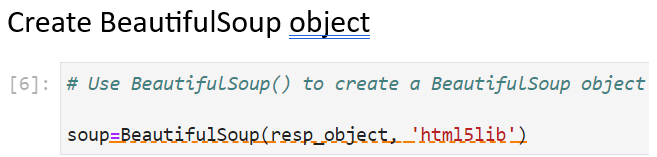 Create BeautifulSoup object
[6]:
# Use BeautifulSoup() to create a BeautifulSoup object
soup=BeautifulSoup(resp_object, 'html5lib')